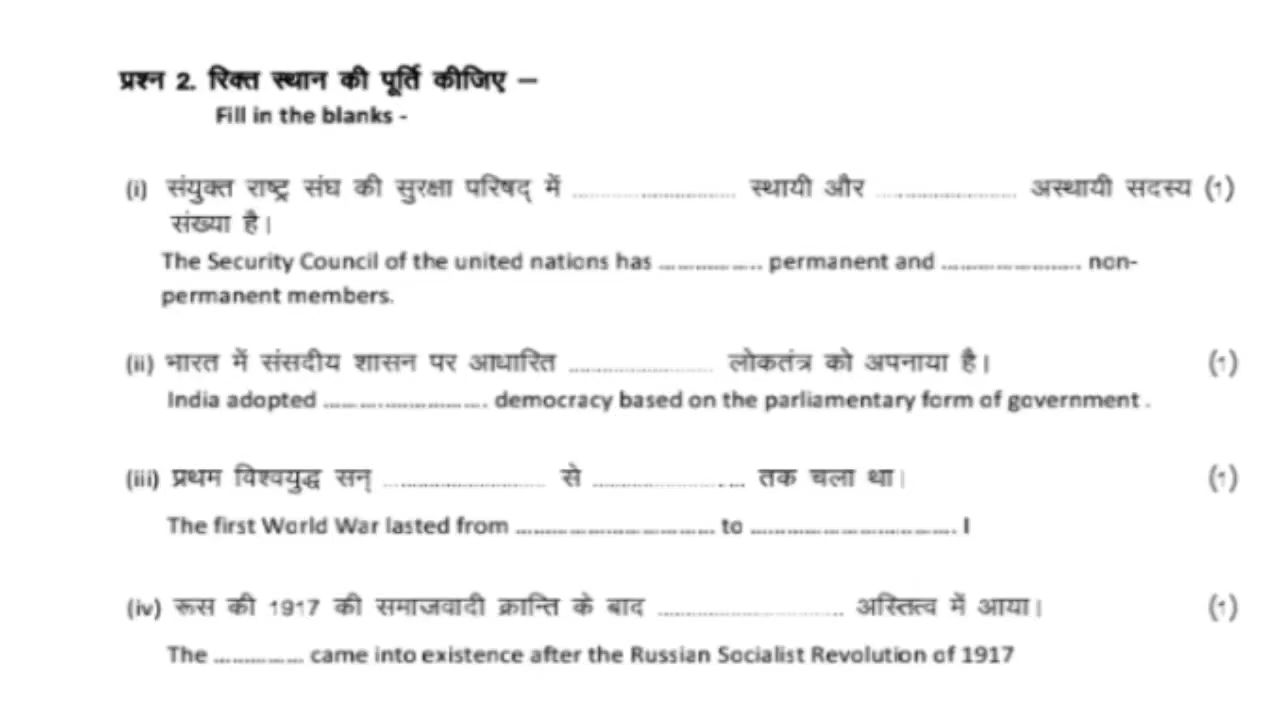 प्रश्न 2. रिक्त स्थान की पूर्ति कीजिए –
Fill in the blanks -
(i) संयुक्त राष्ट्र संघ की सुरक्षा परिषद् में .......................... स्थायी और ...................... अस्थायी सदस्य (1)
संख्या है।
The Security Council of the united nations has ................. permanent and ....................... non-
permanent members.
(ii) भारत में संसदीय शासन पर आधारित ....................... लोकतंत्र को अपनाया है। (1)
India adopted ........................... democracy based on the parliamentary form of government .
(iii) प्रथम विश्वयुद्ध सन् .......................... से ......................... तक चला था। (1)
The first World War lasted from ................................. to .................................. I
(iv) रूस की 1917 की समाजवादी क्रान्ति के बाद .............................. अस्तित्व में आया। (1)
The ............... came into existence after the Russian Socialist Revolution of 1917